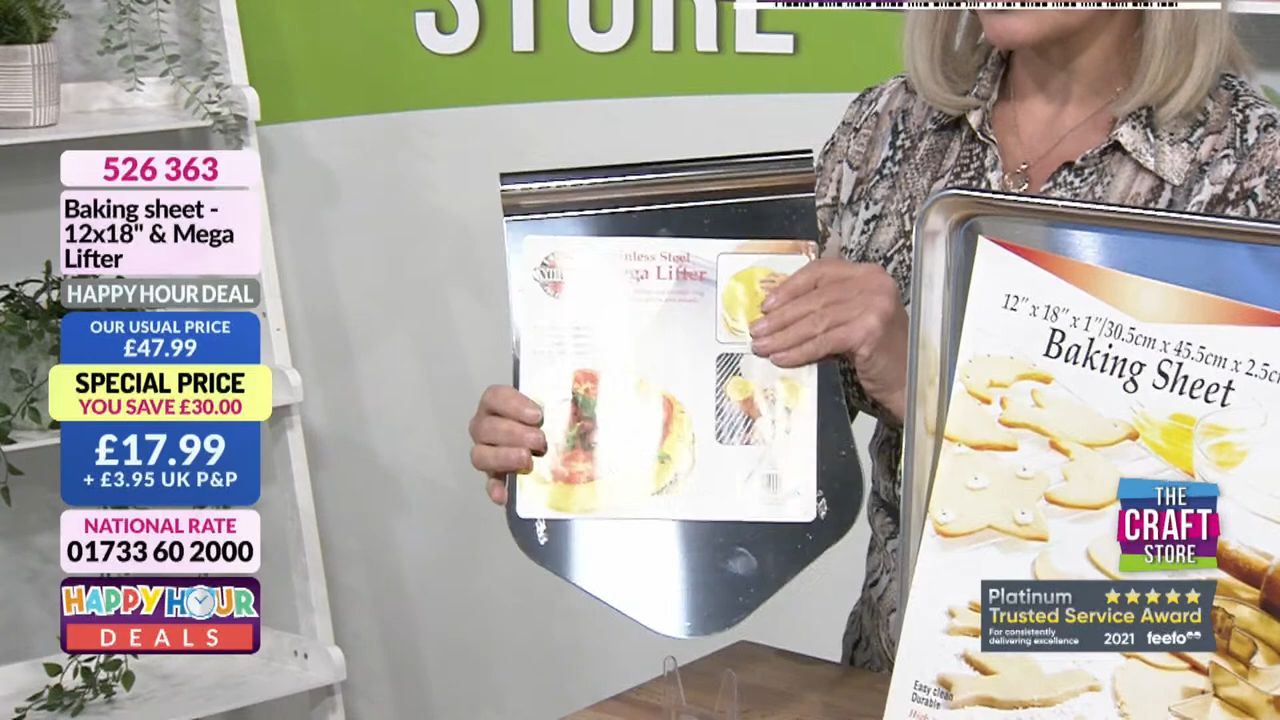 STORE
526 363
Baking sheet -
12x18" & Mega
Lifter
HAPPY HOUR DEAL
OUR USUAL PRICE
£47.99
SPECIAL PRICE
YOU SAVE £30.00
£17.99
+ £3.95 UK P&P
NATIONAL RATE
01733 60 2000
HAPPY HOUR
DEALS
Steel
Lifter
12" x 18" x 1"/30.5cm x 45.5cm x 2.5c
Baking Sheet
Easy clean
Durable
THE
CRAFT
STORE
Platinum
Trusted Service Award
For consistently
delivering excellence
2021 feefo